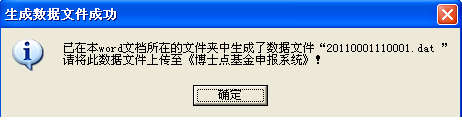 生成数据文件成功
已在本word文档所在的文件夹中生成了数据文件“20110001110001.dat ”
请将此数据文件上传至《博士点基金申报系统》！
确定